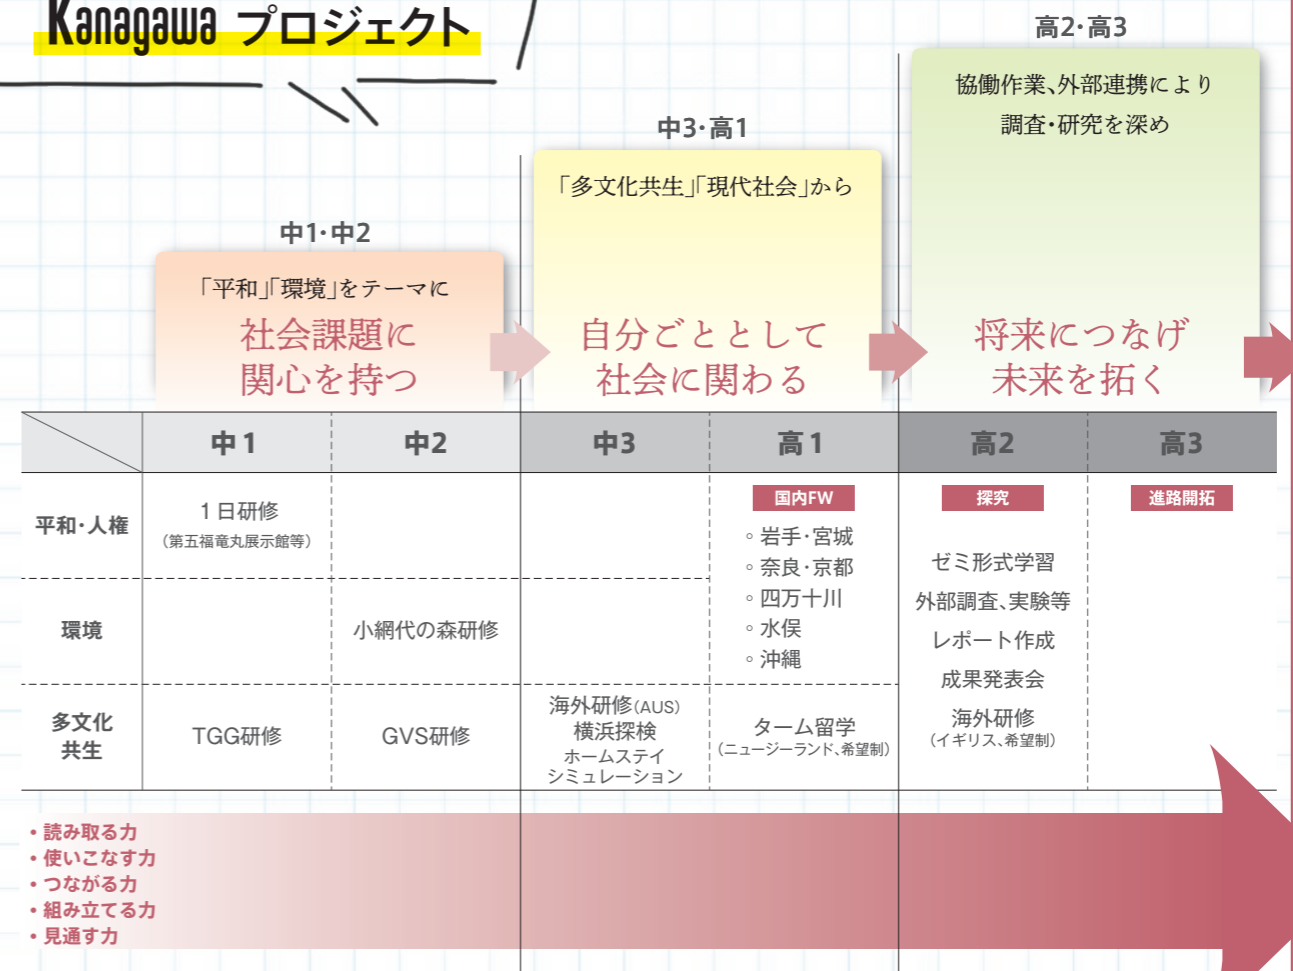 Kanagawa プロジェクト
高2・高3
協働作業、外部連携により
調査・研究を深め
将来につなげ
未来を拓く
中3・高1
「多文化共生」「現代社会」から
自分ごととして
社会に関わる
中1・中2
「平和」「環境」をテーマに
社会課題に
関心を持つ
中1 中2 中3 高1 高2 高3
平和・人権
1日研修
(第五福竜丸展示館等)
国内FW
◦岩手・宮城
◦奈良・京都
◦四万十川
◦水俣
◦沖縄
探究
ゼミ形式学習
外部調査、実験等
レポート作成
成果発表会
海外研修
(イギリス、希望制)
進路開拓
環境
小網代の森研修
多文化
共生
TGG研修
GVS研修
海外研修(AUS)
横浜探検
ホームステイ
シミュレーション
ターム留学
(ニュージーランド、希望制)
・読み取る力
・使いこなす力
・つながる力
・組み立てる力
・見通す力